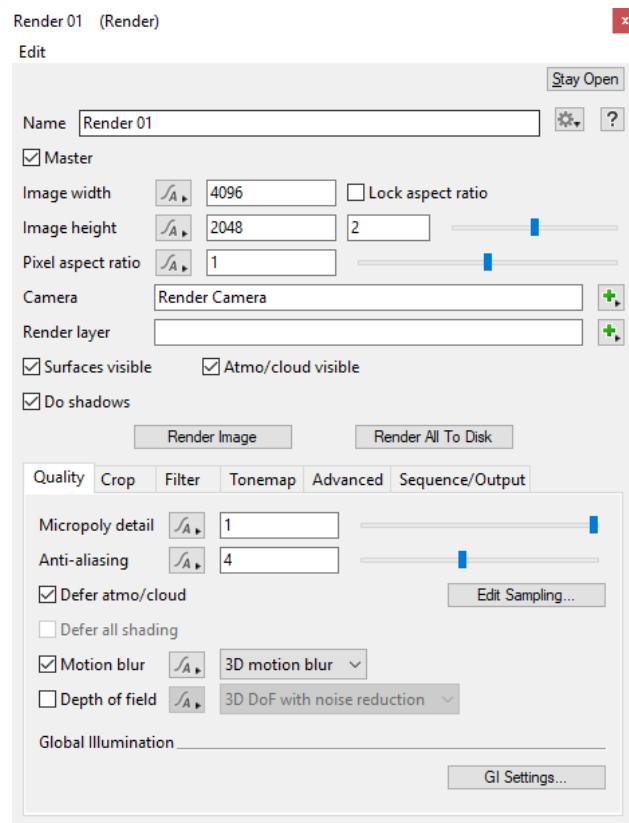 Render 01 (Render) x
Edit
Stay Open
Name Render 01 ?
Master
Image width A 4096 Lock aspect ratio
Image height A 2048 2
Pixel aspect ratio A 1
Camera Render Camera
Render layer
Surfaces visible Atmo/cloud visible
Do shadows
Render Image Render All To Disk
Quality Crop Filter Tonemap Advanced Sequence/Output
Micropoly detail A 1
Anti-aliasing A 4
Defer atmo/cloud Edit Sampling...
Defer all shading
Motion blur A 3D motion blur
Depth of field A 3D DoF with noise reduction
Global Illumination
GI Settings...